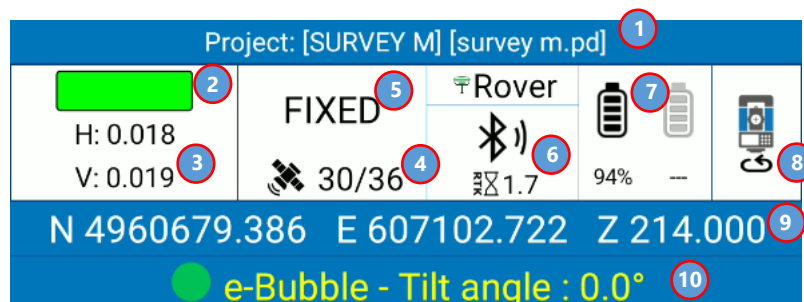 Project: [SURVEY M] [survey m.pd] 1
2
H: 0.018
V: 0.019 3
FIXED 5
30/36 4
Rover
6
RTK 1.7
7
94% ---
8
N 4960679.386 E 607102.722 Z 214.000 9
e-Bubble - Tilt angle : 0.0° 10